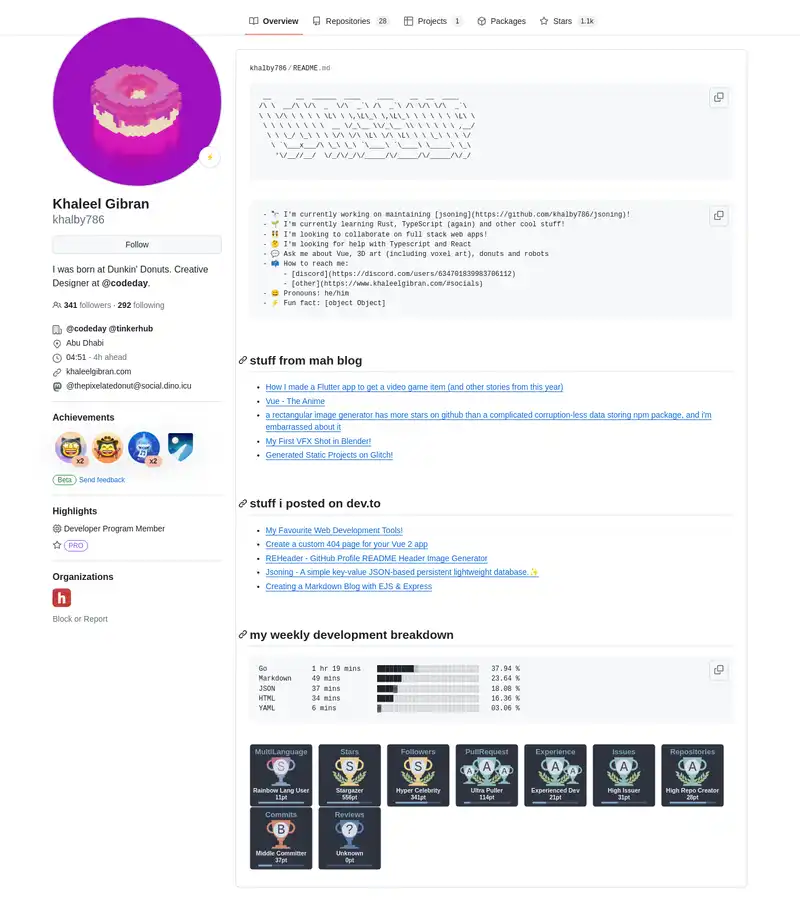 Overview
Repositories 28
Projects 1
Packages
Stars 1.1k
Khaleel Gibran
khalby786
Follow
I was born at Dunkin' Donuts. Creative
Designer at @codeday.
341 followers · 292 following
@codeday @tinkerhub
Abu Dhabi
04:51 - 4h ahead
khaleelgibran.com
@thepixelatedonut@social.dino.icu
Achievements
x2
x2
Beta Send feedback
Highlights
Developer Program Member
PRO
Organizations
h
Block or Report
khalby786/README.md
- 🔭 I'm currently working on maintaining [jsoning](https://github.com/khalby786/jsoning)!
- 🌱 I'm currently learning Rust, TypeScript (again) and other cool stuff!
- 👯 I'm looking to collaborate on full stack web apps!
- 🤔 I'm looking for help with Typescript and React
- 💬 Ask me about Vue, 3D art (including voxel art), donuts and robots
- 📫 How to reach me:
- [discord](https://discord.com/users/634701839983706112)
- [other](https://www.khaleelgibran.com/#socials)
- 😄 Pronouns: he/him
- ⚡ Fun fact: [object Object]
stuff from mah blog
How I made a Flutter app to get a video game item (and other stories from this year)
Vue - The Anime
a rectangular image generator has more stars on github than a complicated corruption-less data storing npm package, and i'm
embarrassed about it
My First VFX Shot in Blender!
Generated Static Projects on Glitch!
stuff i posted on dev.to
My Favourite Web Development Tools!
Create a custom 404 page for your Vue 2 app
REHeader - GitHub Profile README Header Image Generator
Jsoning - A simple key-value JSON-based persistent lightweight database.✨
Creating a Markdown Blog with EJS & Express
my weekly development breakdown
Go 1 hr 19 mins 37.94 %
Markdown 49 mins 23.64 %
JSON 37 mins 18.08 %
HTML 34 mins 16.36 %
YAML 6 mins 03.06 %
MultiLanguage
S
Rainbow Lang User
11pt
Stars
S
Stargazer
556pt
Followers
S
Hyper Celebrity
341pt
PullRequest
A A A
Ultra Puller
114pt
Experience
A A
Experienced Dev
21pt
Issues
A
High Issuer
31pt
Repositories
A
High Repo Creator
28pt
Commits
B
Middle Committer
37pt
Reviews
?
Unknown
0pt